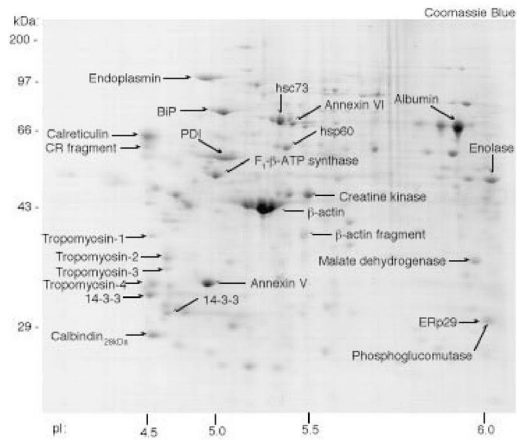 Coomassie Blue
kDa:
200 -
97 -
66 -
43 -
29 -
Endoplasmin
BiP
hsc73
Annexin VI
Albumin
Calreticulin
CR fragment
PDI
hsp60
F₁-β-ATP synthase
Enolase
Creatine kinase
β-actin
β-actin fragment
Tropomyosin-1
Tropomyosin-2
Tropomyosin-3
Tropomyosin-4
14-3-3
Annexin V
14-3-3
Malate dehydrogenase
ERp29
Calbindin₂₈kDa
Phosphoglucomutase
pI: 4.5 5.0 5.5 6.0